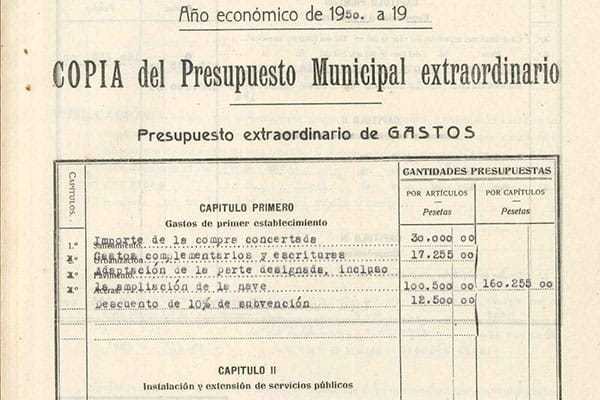 Año económico de 1950. a 19
COPIA del Presupuesto Municipal extraordinario
Presupuesto extraordinario de GASTOS
CAPITULOS.
CANTIDADES PRESUPUESTAS
POR ARTÍCULOS
POR CAPÍTULOS
Pesetas
Pesetas
CAPITULO PRIMERO
Gastos de primer establecimiento
1.º Importe de la compra concertada 30.000 00
Gastos complementarios y escrituras 17.255 00
Adaptación de la parte designada, incluso
4.º la ampliación de la nave 100.500 00 160.255 00
Descuento de 10% de subvención 12.500 00
CAPITULO II
Instalación y extensión de servicios públicos